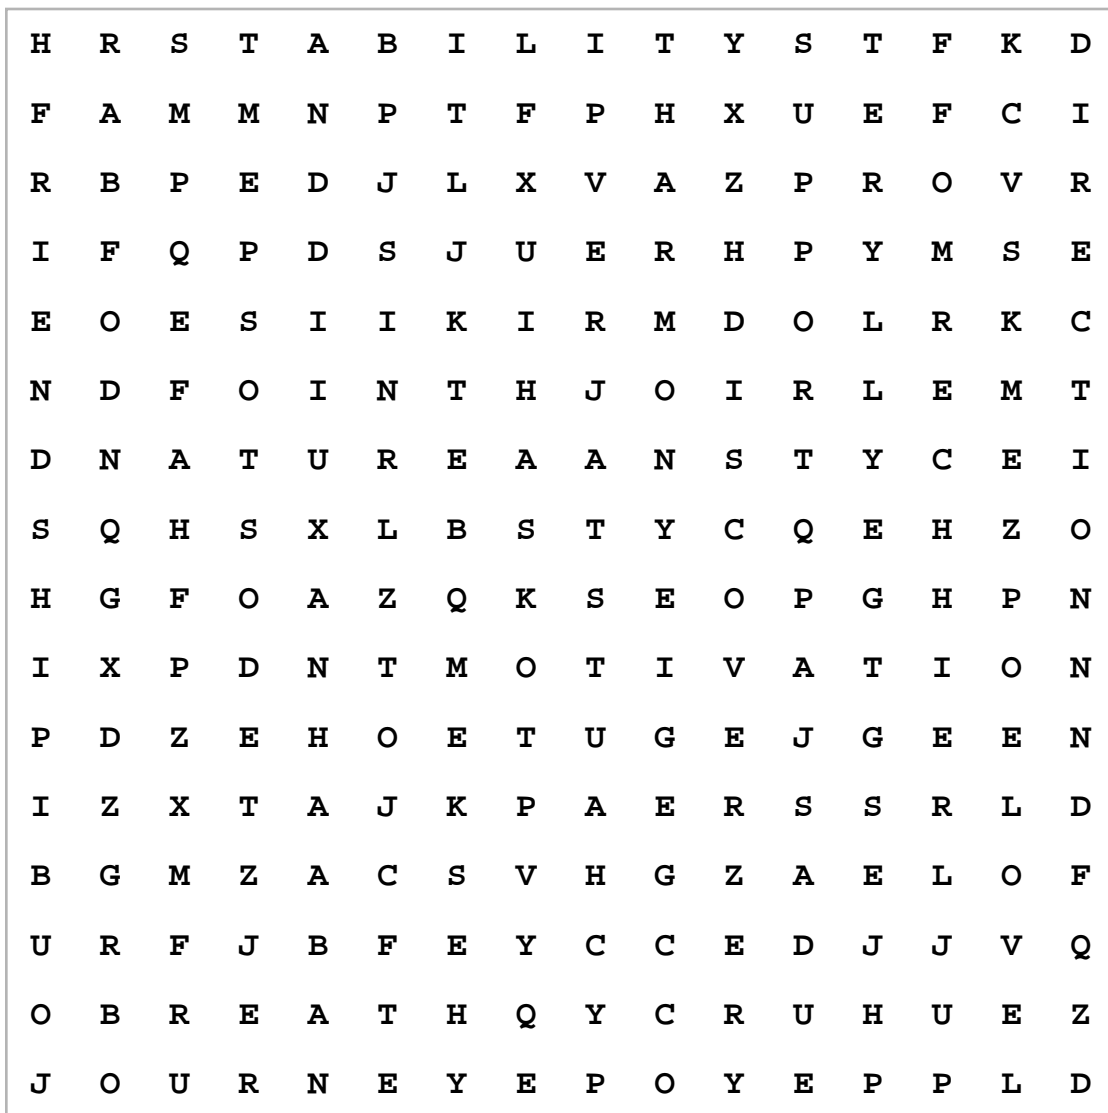 H R S T A B I L I T Y S T F K D
F A M M N P T F P H X U E F C I
R B P E D J L X V A Z P R O V R
I F Q P D S J U E R H P Y M S E
E O E S I I K I R M D O L R K C
N D F O I N T H J O I R L E M T
D N A T U R E A A N S T Y C E I
S Q H S X L B S T Y C Q E H Z O
H G F O A Z Q K S E O P G H P N
I X P D N T M O T I V A T I O N
P D Z E H O E T U G E J G E E N
I Z X T A J K P A E R S S R L D
B G M Z A C S V H G Z A E L O F
U R F J B F E Y C C E D J J V Q
O B R E A T H Q Y C R U H U E Z
J O U R N E Y E P O Y E P P L D